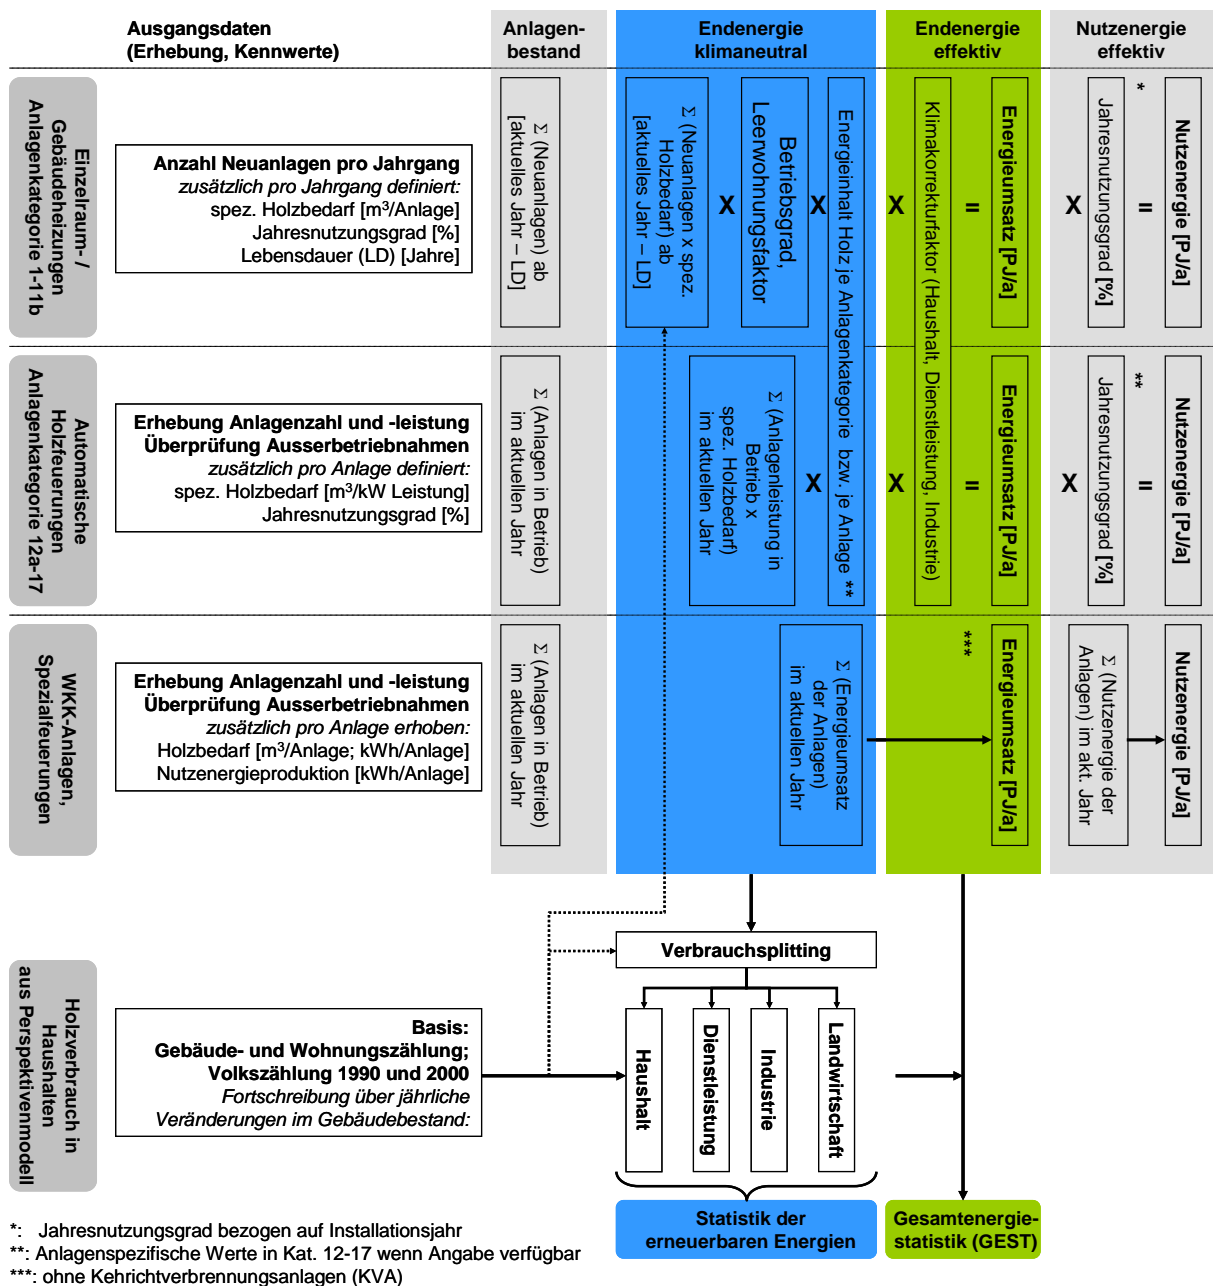 Ausgangsdaten
(Erhebung, Kennwerte)
Anlagen-
bestand
Endenergie
klimaneutral
Endenergie
effektiv
Nutzenergie
effektiv
Einzelraum- /
Gebäudeheizungen
Anlagenkategorie 1-11b
Anzahl Neuanlagen pro Jahrgang
zusätzlich pro Jahrgang definiert:
spez. Holzbedarf [m³/Anlage]
Jahresnutzungsgrad [%]
Lebensdauer (LD) [Jahre]
Σ (Neuanlagen) ab
[aktuelles Jahr – LD]
Σ (Neuanlagen x spez.
Holzbedarf) ab
[aktuelles Jahr – LD]
X
Betriebsgrad,
Leerwohnungsfaktor
X
Energieinhalt Holz je Anlagenkategorie bzw. je Anlage **
X
Klimakorrekturfaktor (Haushalt, Dienstleistung, Industrie)
=
Energieumsatz [PJ/a]
X
*
Jahresnutzungsgrad [%]
=
Nutzenergie [PJ/a]
Automatische
Holzfeuerungen
Anlagenkategorie 12a-17
Erhebung Anlagenzahl und -leistung
Überprüfung Ausserbetriebnahmen
zusätzlich pro Anlage definiert:
spez. Holzbedarf [m³/kW Leistung]
Jahresnutzungsgrad [%]
Σ (Anlagen in Betrieb)
im aktuellen Jahr
Σ (Anlagenleistung in
Betrieb x
spez. Holzbedarf)
im aktuellen Jahr
X
X
=
Energieumsatz [PJ/a]
X
**
Jahresnutzungsgrad [%]
=
Nutzenergie [PJ/a]
WKK-Anlagen,
Spezialfeuerungen
Erhebung Anlagenzahl und -leistung
Überprüfung Ausserbetriebnahmen
zusätzlich pro Anlage erhoben:
Holzbedarf [m³/Anlage; kWh/Anlage]
Nutzenergieproduktion [kWh/Anlage]
Σ (Anlagen in Betrieb)
im aktuellen Jahr
Σ (Energieumsatz
der Anlagen)
im aktuellen Jahr
***
Energieumsatz [PJ/a]
Σ (Nutzenergie der
Anlagen) im akt. Jahr
Nutzenergie [PJ/a]
Verbrauchsplitting
Holzverbrauch in
Haushalten
aus Perspektivenmodell
Basis:
Gebäude- und Wohnungszählung;
Volkszählung 1990 und 2000
Fortschreibung über jährliche
Veränderungen im Gebäudebestand:
Haushalt
Dienstleistung
Industrie
Landwirtschaft
Statistik der
erneuerbaren Energien
Gesamtenergie-
statistik (GEST)
*: Jahresnutzungsgrad bezogen auf Installationsjahr
**: Anlagenspezifische Werte in Kat. 12-17 wenn Angabe verfügbar
***: ohne Kehrichtverbrennungsanlagen (KVA)